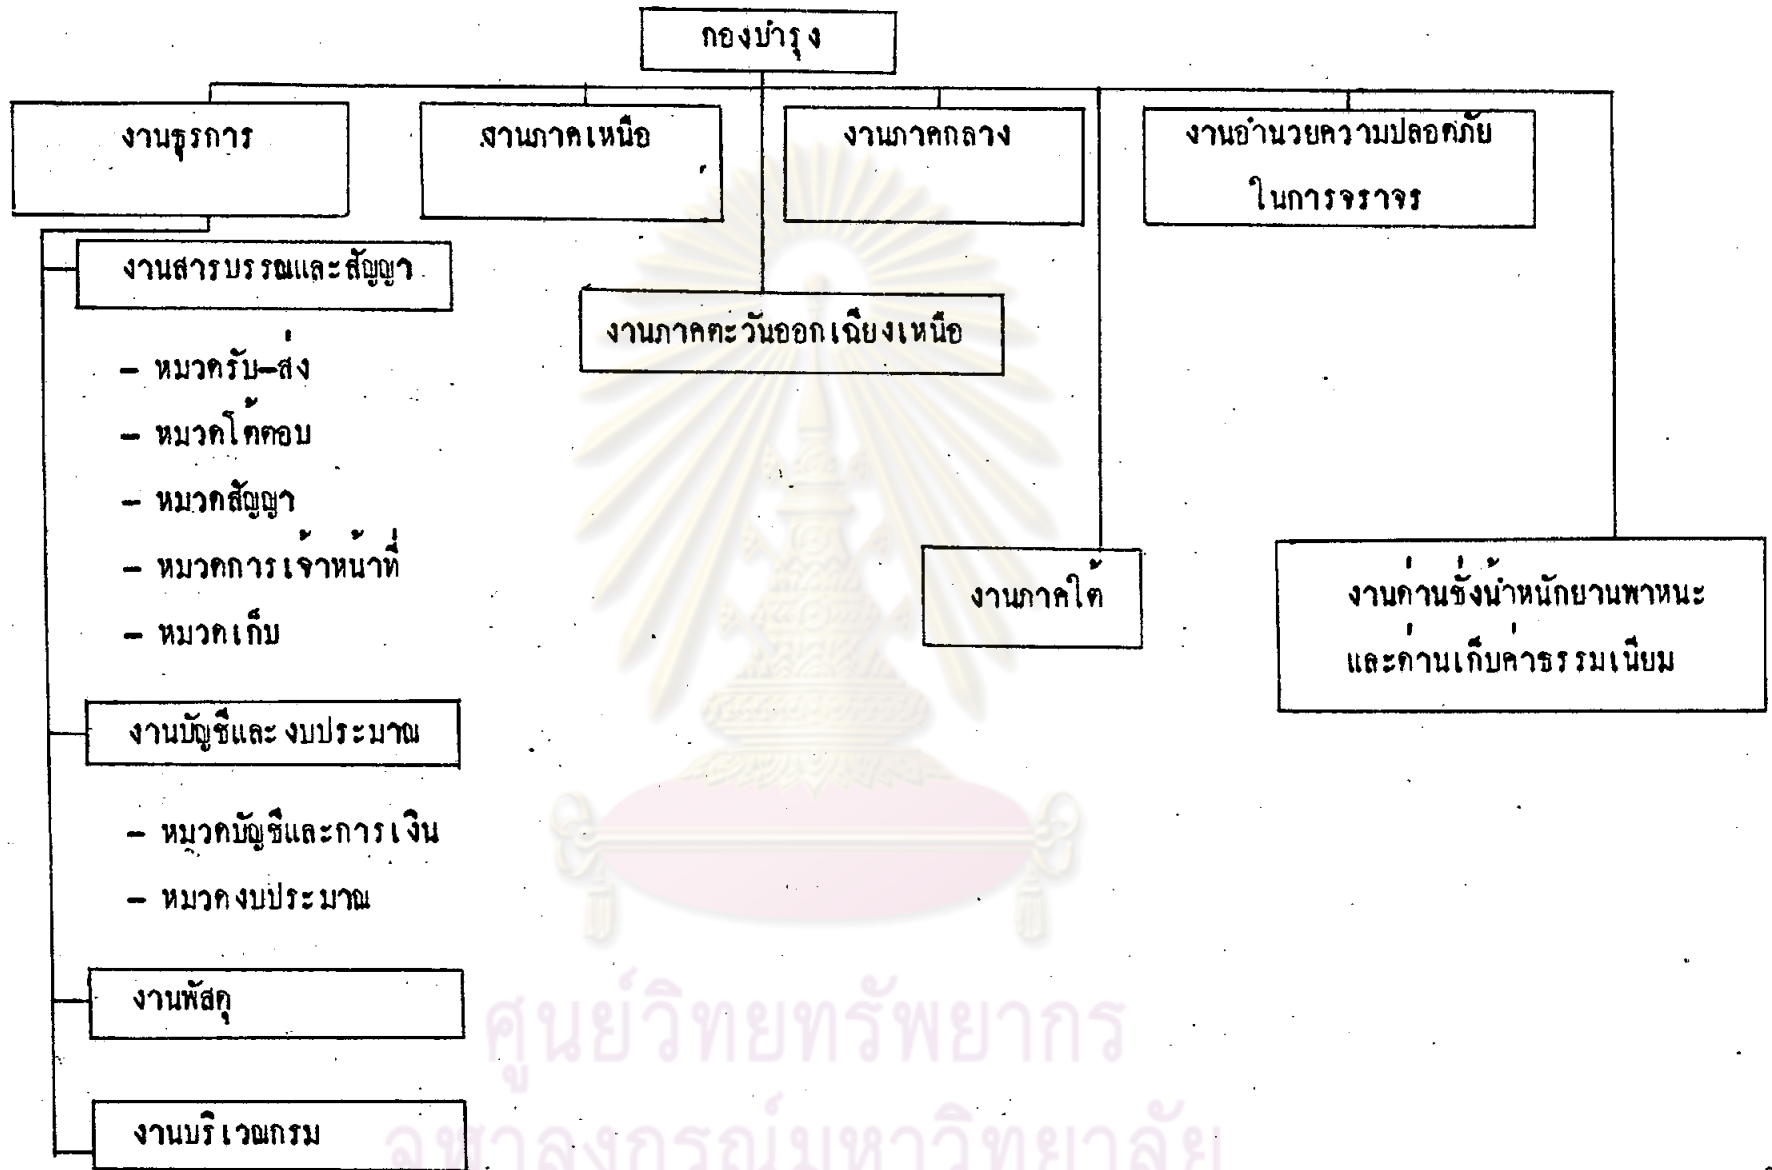 กองบำรุง
งานธุรการ
งานภาคเหนือ
งานภาคกลาง
งานอำนวยความปลอดภัย
ในการจราจร
งานสารบรรณและสัญญา
- หมวดรับ-ส่ง
- หมวดโต้ตอบ
- หมวดสัญญา
- หมวดการเจ้าหน้าที่
- หมวดเก็บ
งานภาคตะวันออกเฉียงเหนือ
งานภาคใต้
งานด่านชั่งน้ำหนักยานพาหนะ
และด่านเก็บค่าธรรมเนียม
งานบัญชีและงบประมาณ
- หมวดบัญชีและการเงิน
- หมวดงบประมาณ
งานพัสดุ
งานบริเวณกรม
ศูนย์วิทยทรัพยากร
จุฬาลงกรณ์มหาวิทยาลัย